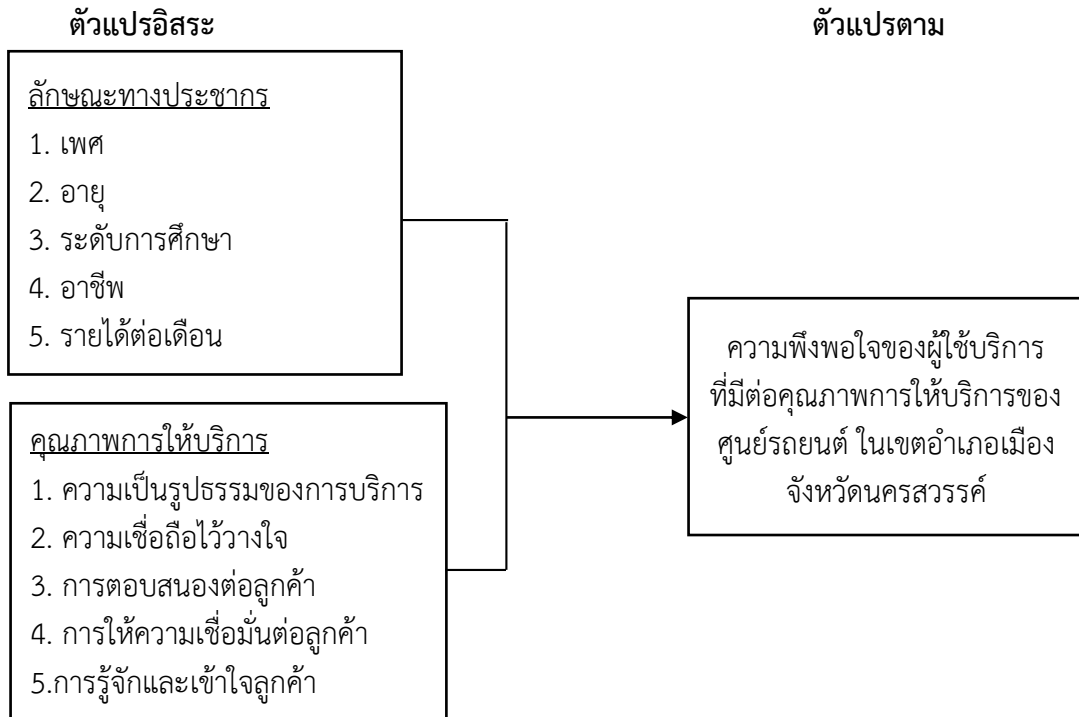 ตัวแปรอิสระ
ตัวแปรตาม
ลักษณะทางประชากร
1. เพศ
2. อายุ
3. ระดับการศึกษา
4. อาชีพ
5. รายได้ต่อเดือน
คุณภาพการให้บริการ
1. ความเป็นรูปธรรมของการบริการ
2. ความเชื่อถือไว้วางใจ
3. การตอบสนองต่อลูกค้า
4. การให้ความเชื่อมั่นต่อลูกค้า
5.การรู้จักและเข้าใจลูกค้า
ความพึงพอใจของผู้ใช้บริการ
ที่มีต่อคุณภาพการให้บริการของ
ศูนย์รถยนต์ ในเขตอำเภอเมือง
จังหวัดนครสวรรค์